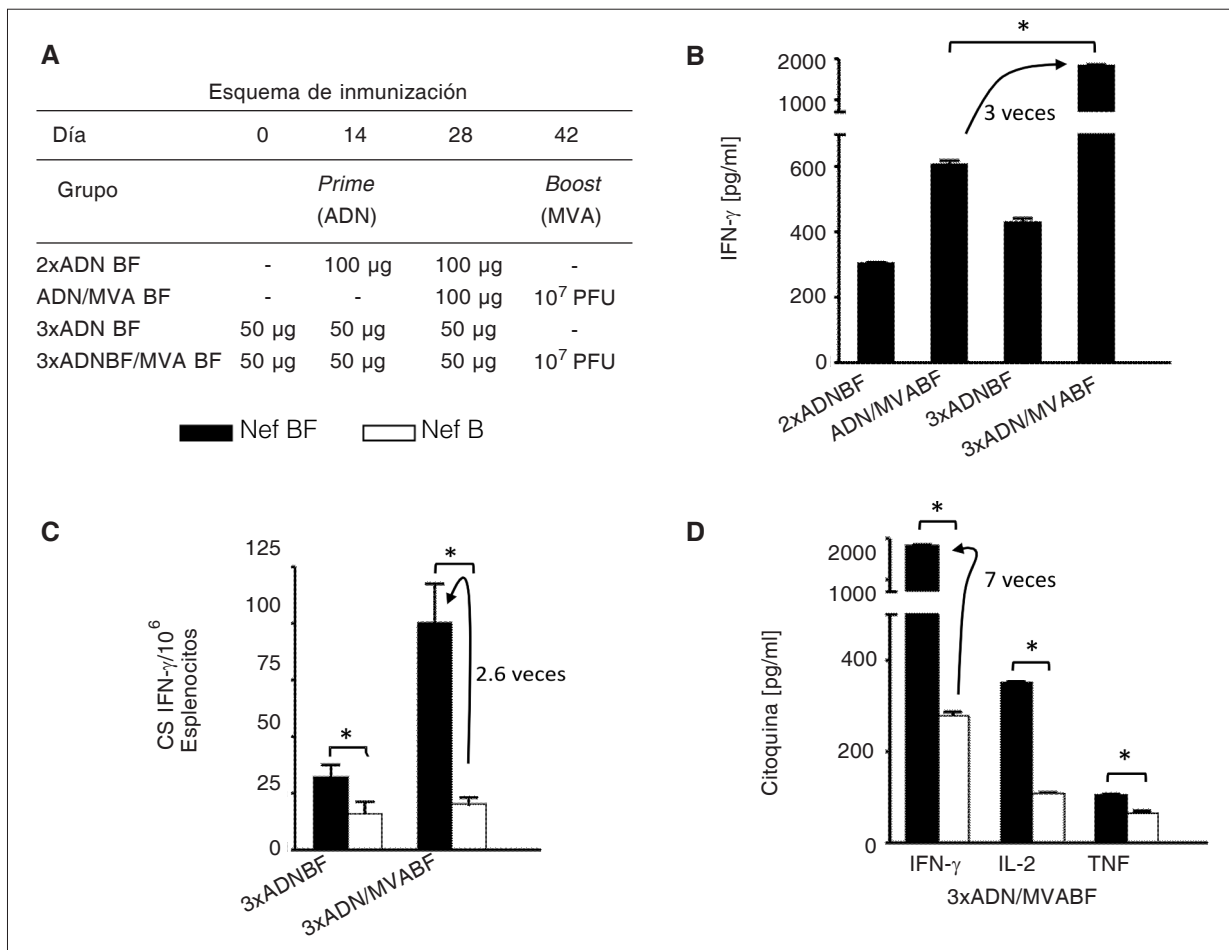 A
Esquema de inmunización
Día 0 14 28 42
Grupo Prime Boost
(ADN) (MVA)
2xADN BF - 100 µg 100 µg -
ADN/MVA BF - - 100 µg 10⁷ PFU
3xADN BF 50 µg 50 µg 50 µg -
3xADNBF/MVA BF 50 µg 50 µg 50 µg 10⁷ PFU
Nef BF Nef B
B
*
3 veces
IFN-γ [pg/ml]
2000
1000
600
400
200
0
2xADNBF
ADN/MVABF
3xADNBF
3xADN/MVABF
C
CS IFN-γ/10⁶
Esplenocitos
125
100
75
50
25
0
*
*
2.6 veces
3xADNBF
3xADN/MVABF
D
Citoquina [pg/ml]
2000
1000
400
200
0
*
7 veces
*
*
IFN-γ IL-2 TNF
3xADN/MVABF